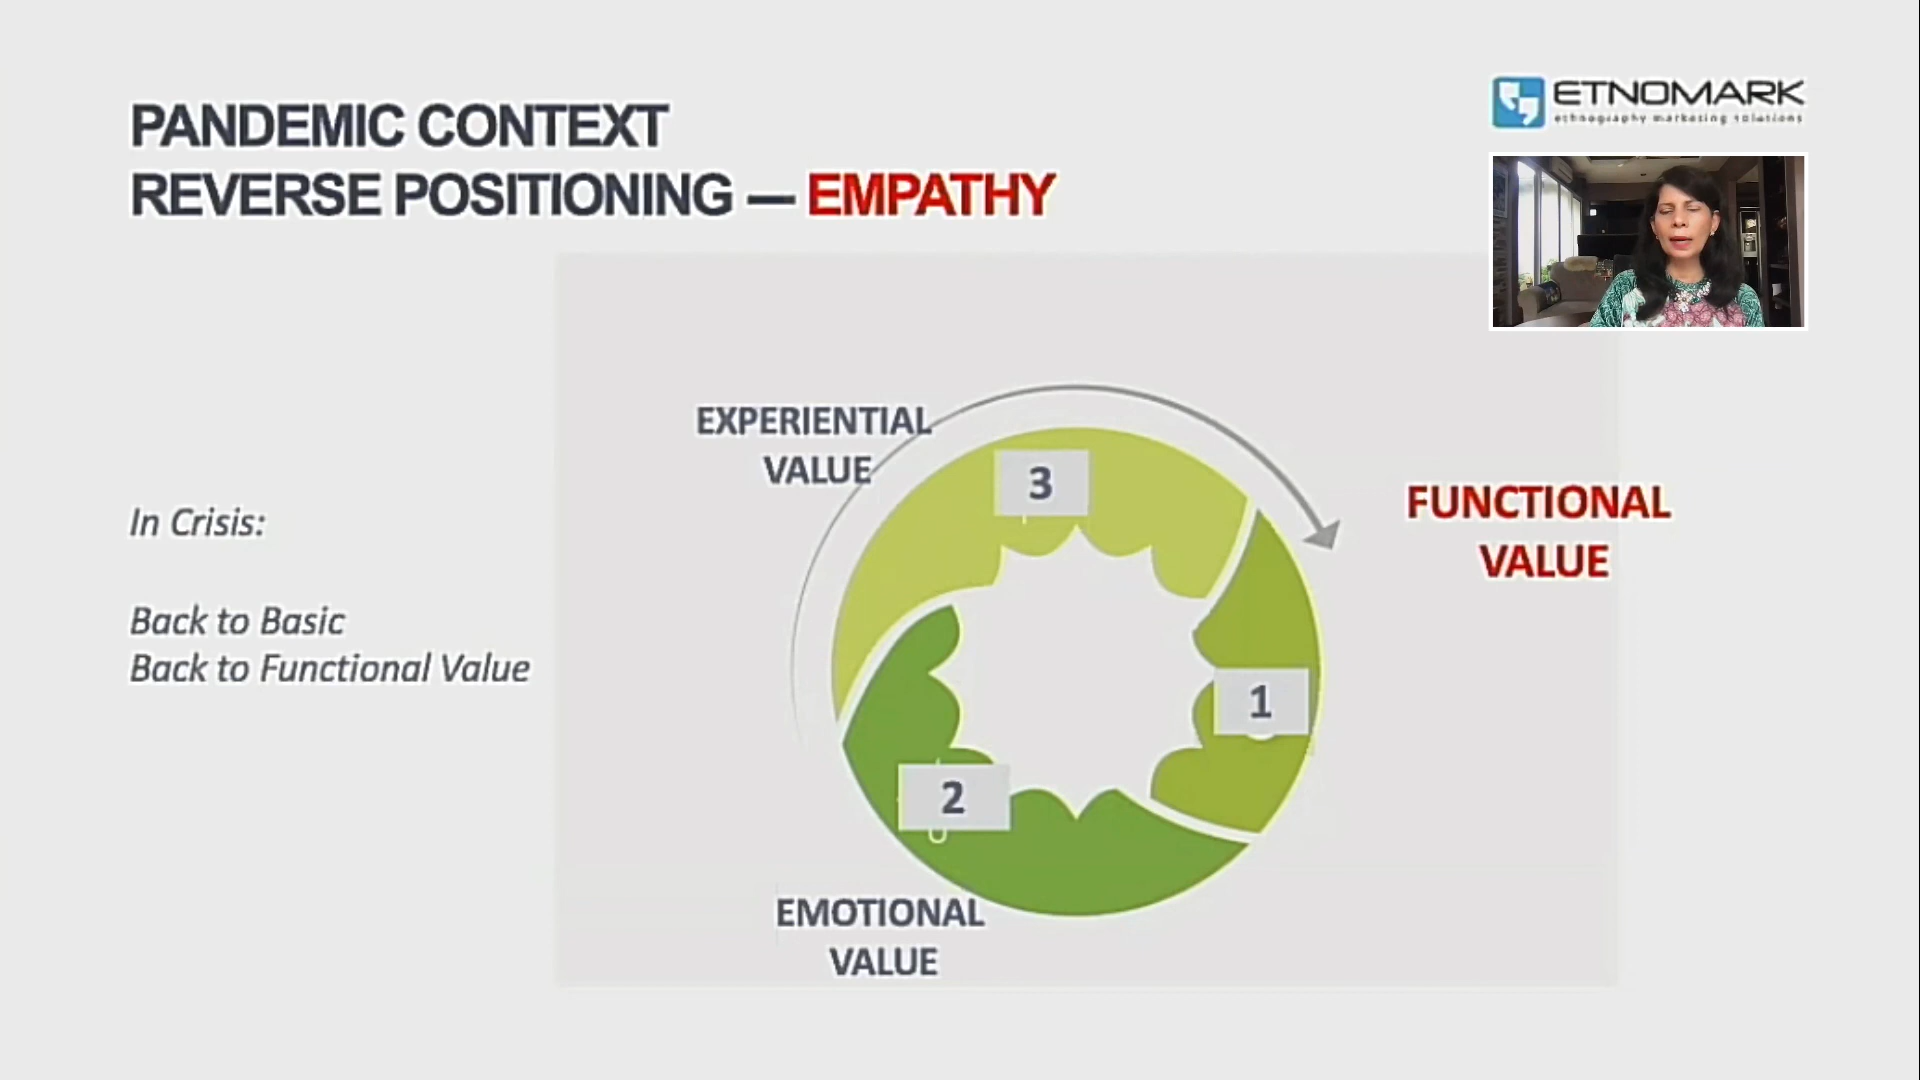 PANDEMIC CONTEXT
REVERSE POSITIONING — EMPATHY
ETNOMARK
ethnography marketing solutions
EXPERIENTIAL
VALUE
3
FUNCTIONAL
VALUE
In Crisis:
Back to Basic
Back to Functional Value
1
2
EMOTIONAL
VALUE